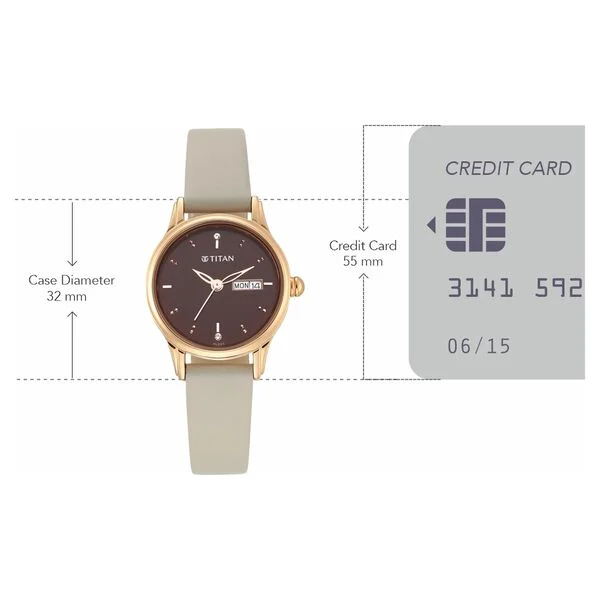 CREDIT CARD
TITAN
Credit Card
55 mm
Case Diameter
32 mm
MON 14
3141 592
06/15